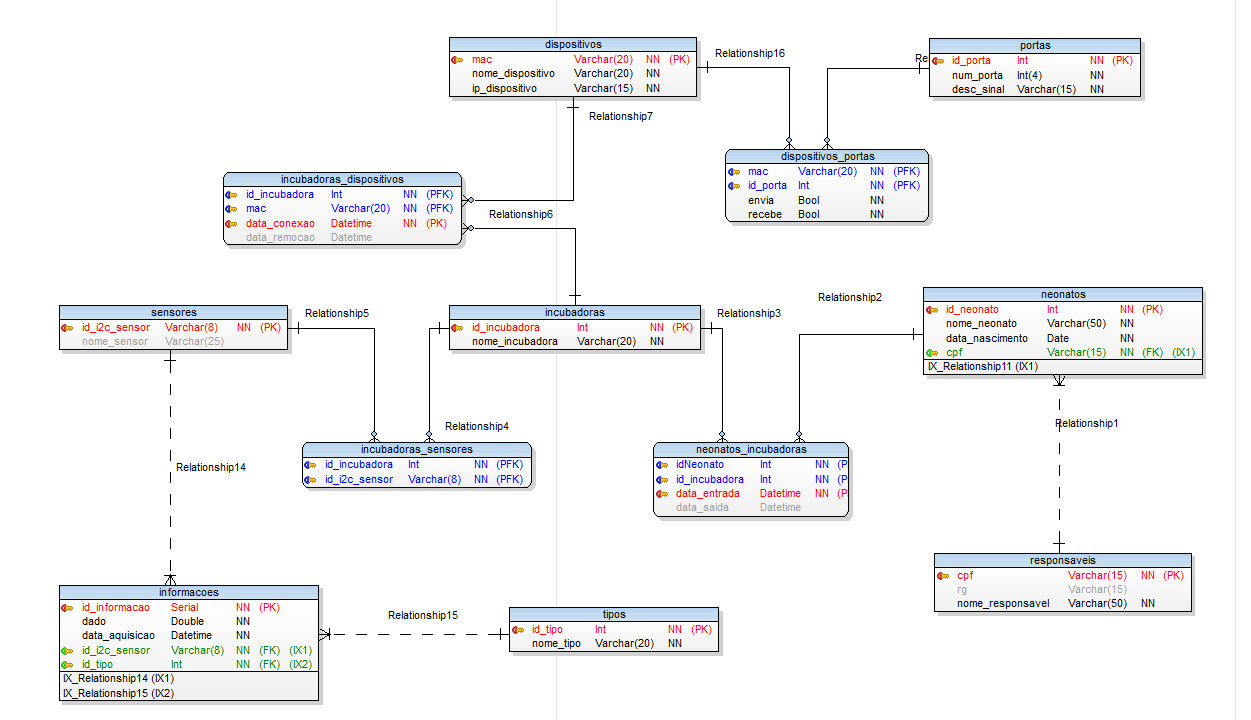 dispositivos
mac Varchar(20) NN (PK)
nome_dispositivo Varchar(20) NN
ip_dispositivo Varchar(15) NN
Relationship16
Re
portas
id_porta Int NN (PK)
num_porta Int(4) NN
desc_sinal Varchar(15) NN
Relationship7
dispositivos_portas
mac Varchar(20) NN (PFK)
id_porta Int NN (PFK)
envia Bool NN
recebe Bool NN
incubadoras_dispositivos
id_incubadora Int NN (PFK)
mac Varchar(20) NN (PFK)
data_conexao Datetime NN (PK)
data_remocao Datetime
Relationship6
sensores
id_i2c_sensor Varchar(8) NN (PK)
nome_sensor Varchar(25)
Relationship5
incubadoras
id_incubadora Int NN (PK)
nome_incubadora Varchar(20) NN
Relationship3
Relationship2
neonatos
id_neonato Int NN (PK)
nome_neonato Varchar(50) NN
data_nascimento Date NN
cpf Varchar(15) NN (FK) (IX1)
IX_Relationship11 (IX1)
Relationship4
Relationship1
incubadoras_sensores
id_incubadora Int NN (PFK)
id_i2c_sensor Varchar(8) NN (PFK)
neonatos_incubadoras
idNeonato Int NN (P
id_incubadora Int NN (P
data_entrada Datetime NN (P
data_saida Datetime
Relationship14
responsaveis
cpf Varchar(15) NN (PK)
rg Varchar(15)
nome_responsavel Varchar(50) NN
informacoes
id_informacao Serial NN (PK)
dado Double NN
data_aquisicao Datetime NN
id_i2c_sensor Varchar(8) NN (FK) (IX1)
id_tipo Int NN (FK) (IX2)
IX_Relationship14 (IX1)
IX_Relationship15 (IX2)
Relationship15
tipos
id_tipo Int NN (PK)
nome_tipo Varchar(20) NN